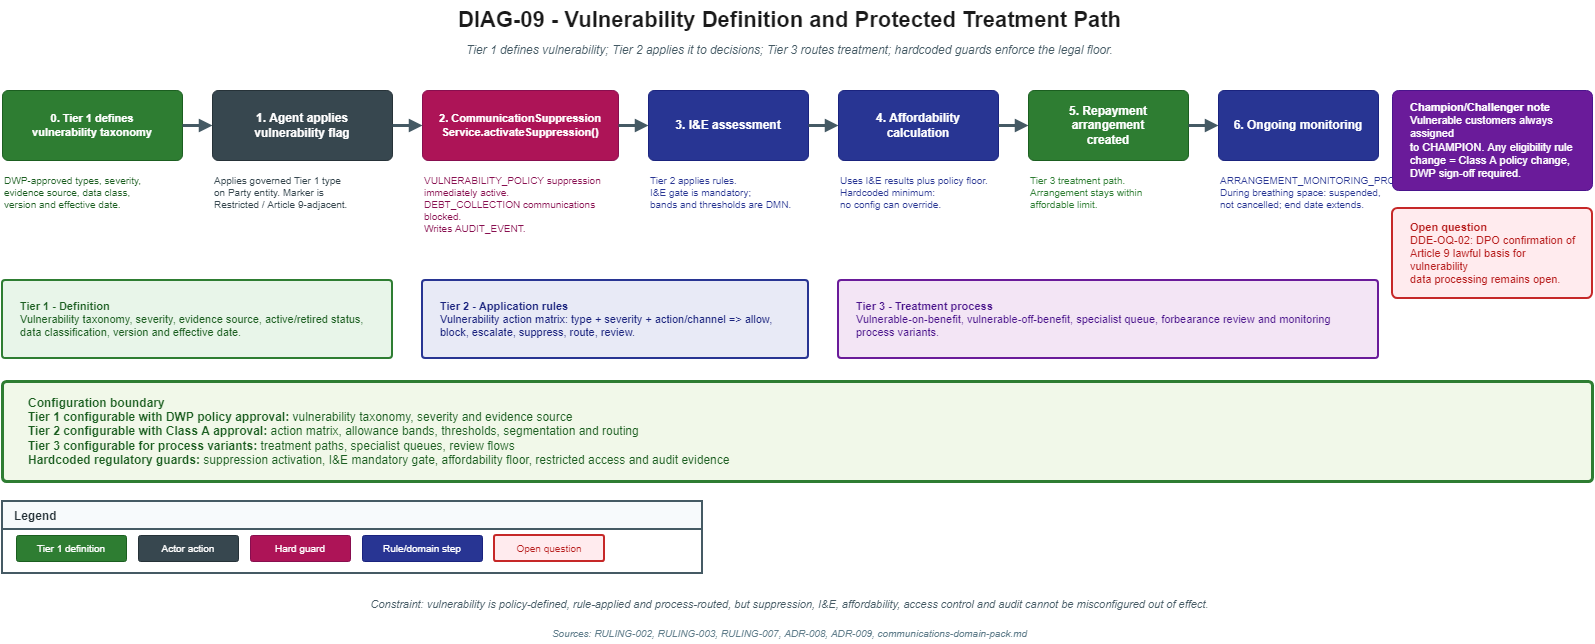 DIAG-09 - Vulnerability Definition and Protected Treatment Path
Tier 1 defines vulnerability; Tier 2 applies it to decisions; Tier 3 routes treatment; hardcoded guards enforce the legal floor.
0. Tier 1 defines
vulnerability taxonomy
1. Agent applies
vulnerability flag
2. CommunicationSuppression
Service.activateSuppression()
3. I&E assessment
4. Affordability
calculation
5. Repayment
arrangement
created
6. Ongoing monitoring
Champion/Challenger note
Vulnerable customers always
assigned
to CHAMPION. Any eligibility rule
change = Class A policy change,
DWP sign-off required.
DWP-approved types, severity,
evidence source, data class,
version and effective date.
Applies governed Tier 1 type
on Party entity. Marker is
Restricted / Article 9-adjacent.
VULNERABILITY_POLICY suppression
immediately active.
DEBT_COLLECTION communications
blocked.
Writes AUDIT_EVENT.
Tier 2 applies rules.
I&E gate is mandatory;
bands and thresholds are DMN.
Uses I&E results plus policy floor.
Hardcoded minimum:
no config can override.
Tier 3 treatment path.
Arrangement stays within
affordable limit.
ARRANGEMENT_MONITORING_PRO
During breathing space: suspended,
not cancelled; end date extends.
Open question
DDE-OQ-02: DPO confirmation of
Article 9 lawful basis for
vulnerability
data processing remains open.
Tier 1 - Definition
Vulnerability taxonomy, severity, evidence source, active/retired status,
data classification, version and effective date.
Tier 2 - Application rules
Vulnerability action matrix: type + severity + action/channel => allow,
block, escalate, suppress, route, review.
Tier 3 - Treatment process
Vulnerable-on-benefit, vulnerable-off-benefit, specialist queue, forbearance review and monitoring
process variants.
Configuration boundary
Tier 1 configurable with DWP policy approval: vulnerability taxonomy, severity and evidence source
Tier 2 configurable with Class A approval: action matrix, allowance bands, thresholds, segmentation and routing
Tier 3 configurable for process variants: treatment paths, specialist queues, review flows
Hardcoded regulatory guards: suppression activation, I&E mandatory gate, affordability floor, restricted access and audit evidence
Legend
Tier 1 definition
Actor action
Hard guard
Rule/domain step
Open question
Constraint: vulnerability is policy-defined, rule-applied and process-routed, but suppression, I&E, affordability, access control and audit cannot be misconfigured out of effect.
Sources: RULING-002, RULING-003, RULING-007, ADR-008, ADR-009, communications-domain-pack.md